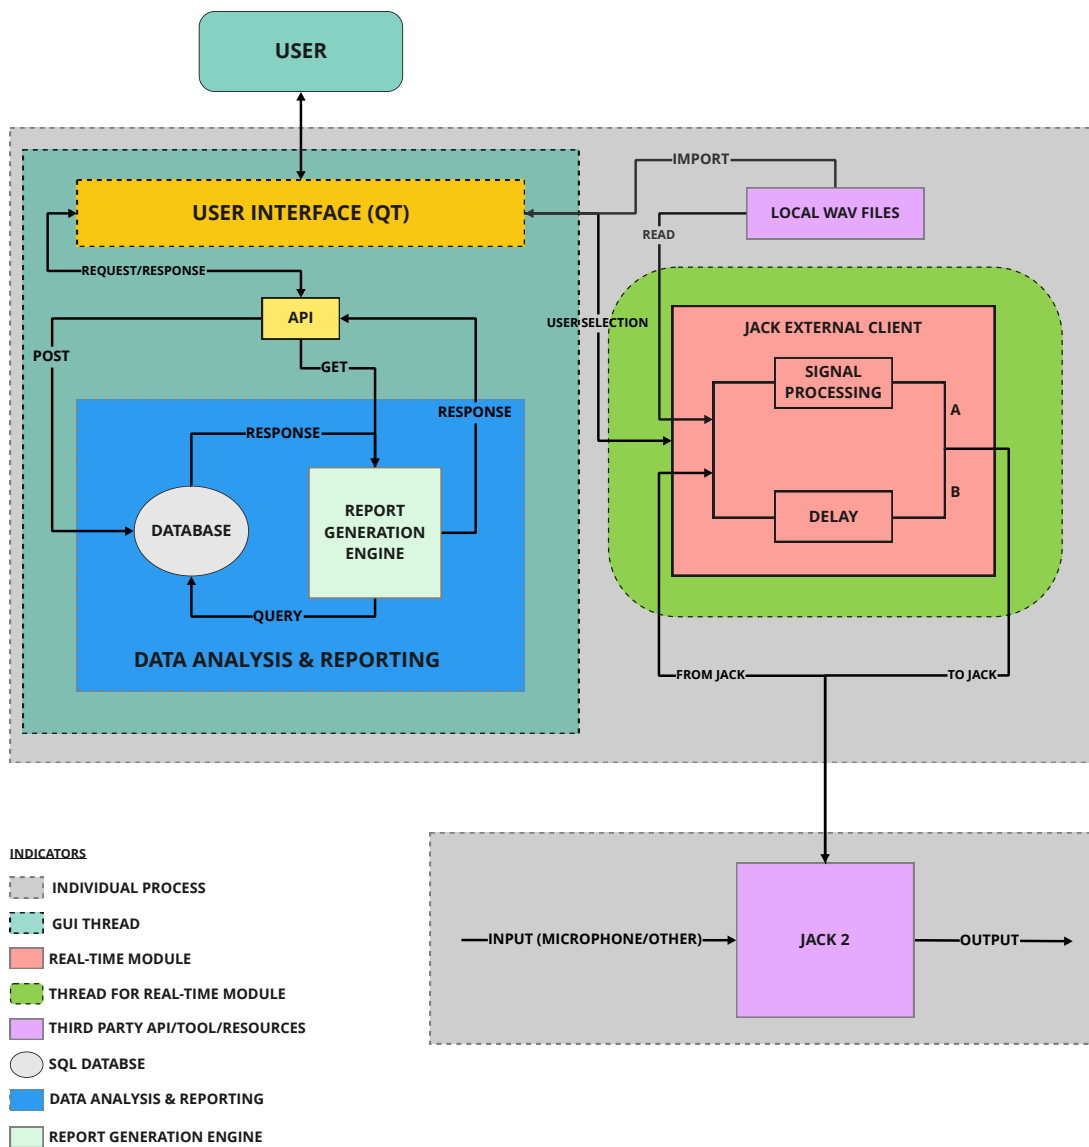 USER
IMPORT
USER INTERFACE (QT)
LOCAL WAV FILES
READ
REQUEST/RESPONSE
API
USER SELECTION
JACK EXTERNAL CLIENT
POST
GET
SIGNAL
PROCESSING
RESPONSE
A
RESPONSE
B
DATABASE
REPORT
GENERATION
ENGINE
DELAY
QUERY
DATA ANALYSIS & REPORTING
FROM JACK
TO JACK
INDICATORS
INDIVIDUAL PROCESS
GUI THREAD
REAL-TIME MODULE
THREAD FOR REAL-TIME MODULE
THIRD PARTY API/TOOL/RESOURCES
SQL DATABSE
DATA ANALYSIS & REPORTING
REPORT GENERATION ENGINE
INPUT (MICROPHONE/OTHER)
JACK 2
OUTPUT